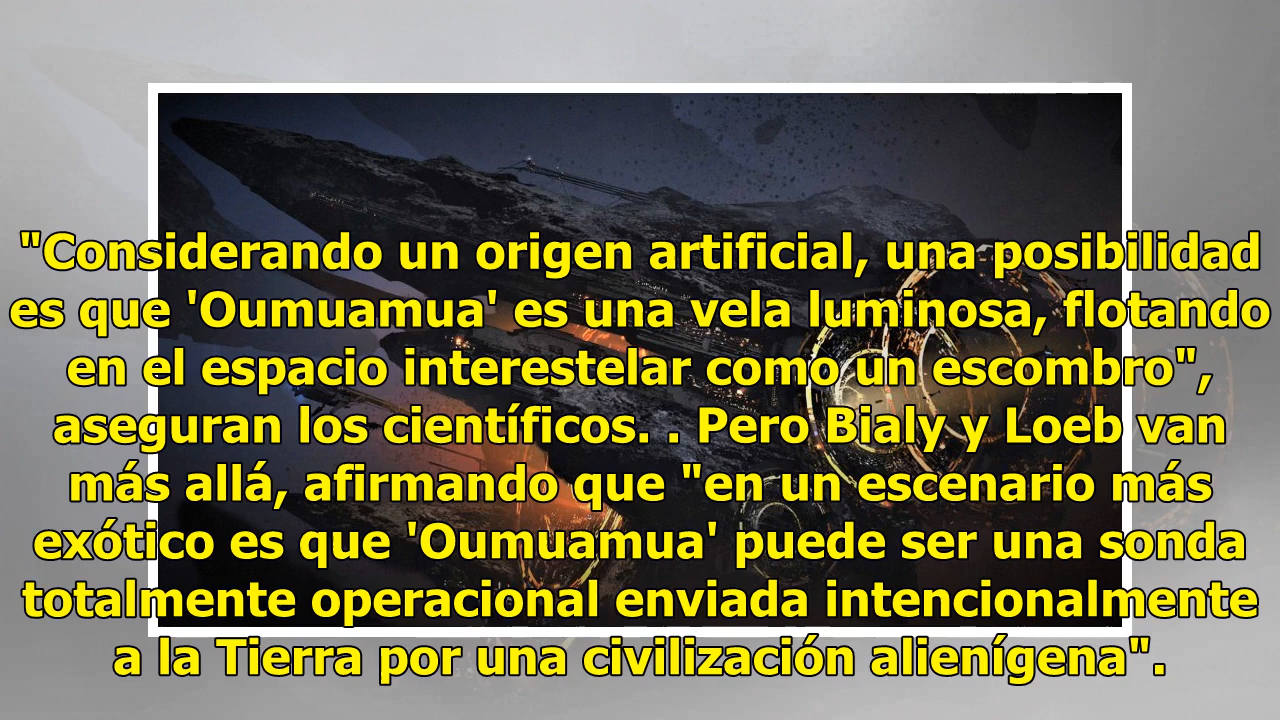 "Considerando un origen artificial, una posibilidad
es que 'Oumuamua' es una vela luminosa, flotando
en el espacio interestelar como un escombro",
aseguran los científicos. . Pero Bialy y Loeb van
más allá, afirmando que "en un escenario más
exótico es que 'Oumuamua' puede ser una sonda
totalmente operacional enviada intencionalmente
a la Tierra por una civilización alienígena".